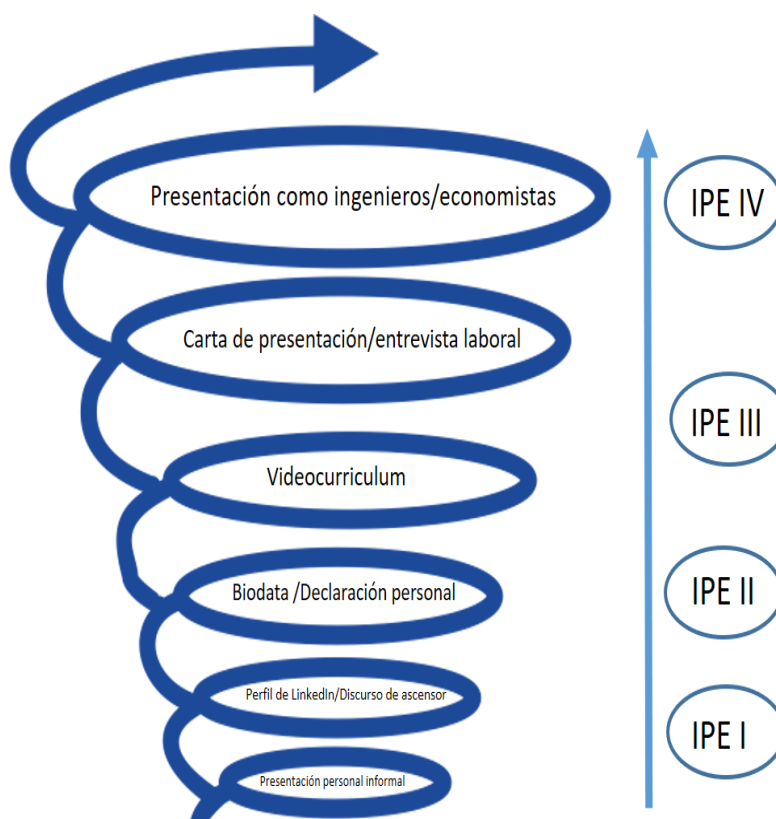 Presentación como ingenieros/economistas
IPE IV
Carta de presentación/entrevista laboral
IPE III
Videocurriculum
Biodata /Declaración personal
IPE II
Perfil de LinkedIn/Discurso de ascensor
IPE I
Presentación personal informal